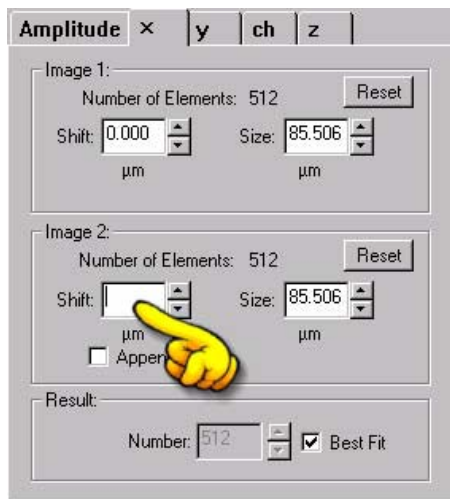 Amplitude × y ch z
Image 1:
Number of Elements: 512 Reset
Shift: 0.000 Size: 85.506
µm µm
Image 2:
Number of Elements: 512 Reset
Shift: Size: 85.506
µm µm
Result:
Number: 512 Best Fit